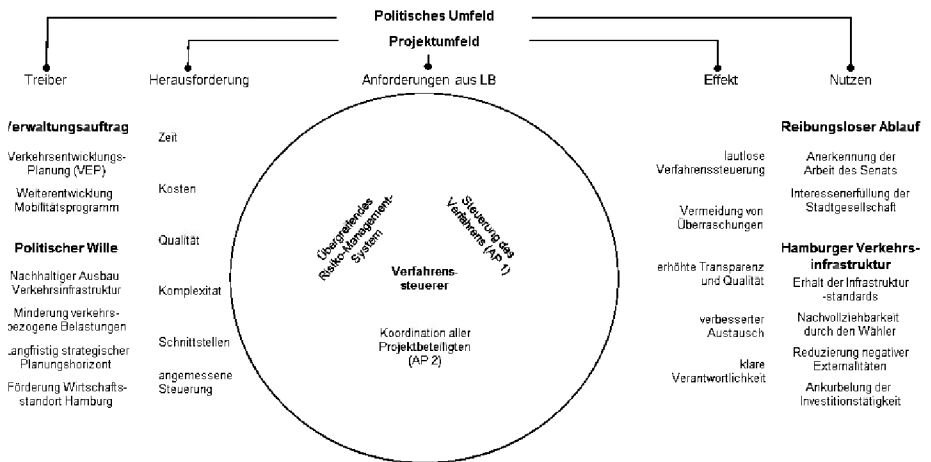 Politisches Umfeld
Projektumfeld
Treiber
Herausforderung
Anforderungen aus LB
Effekt
Nutzen
/erwaltungsauftrag
Verkehrsentwicklungs-
Planung (VEP)
Weiterentwicklung
Mobilitätsprogramm
Politischer Wille
Nachhaltiger Ausbau
Verkehrsinfrastruktur
Minderung verkehrs-
bezogene Belastungen
Langfristig strategischer
Planungshorizont
Förderung Wirtschafts-
standort Hamburg
Zeit
Kosten
Qualität
Komplexitat
Schnittstellen
angemessene
Steuerung
Übergreifendes
Risiko-Management-
System
Steuerung des
Verfahrens (AP 1)
Verfahrens-
steuerer
Koordination aller
Projektbeteiligten
(AP 2)
lautlose
Verfahrenssteuerung
Vermeidung von
Überraschungen
erhöhte Transparenz
und Qualität
verbesserter
Austausch
klare
Verantwortlichkeit
Reibungsloser Ablauf
Anerkennung der
Arbeit des Senats
Interessenerfüllung der
Stadtgesellschaft
Hamburger Verkehrs-
infrastruktur
Erhalt der Infrastruktur
-standards
Nachvollziehbarkeit
durch den Wähler
Reduzierung negativer
Externalitäten
Ankurbelung der
Investitionstätigkeit